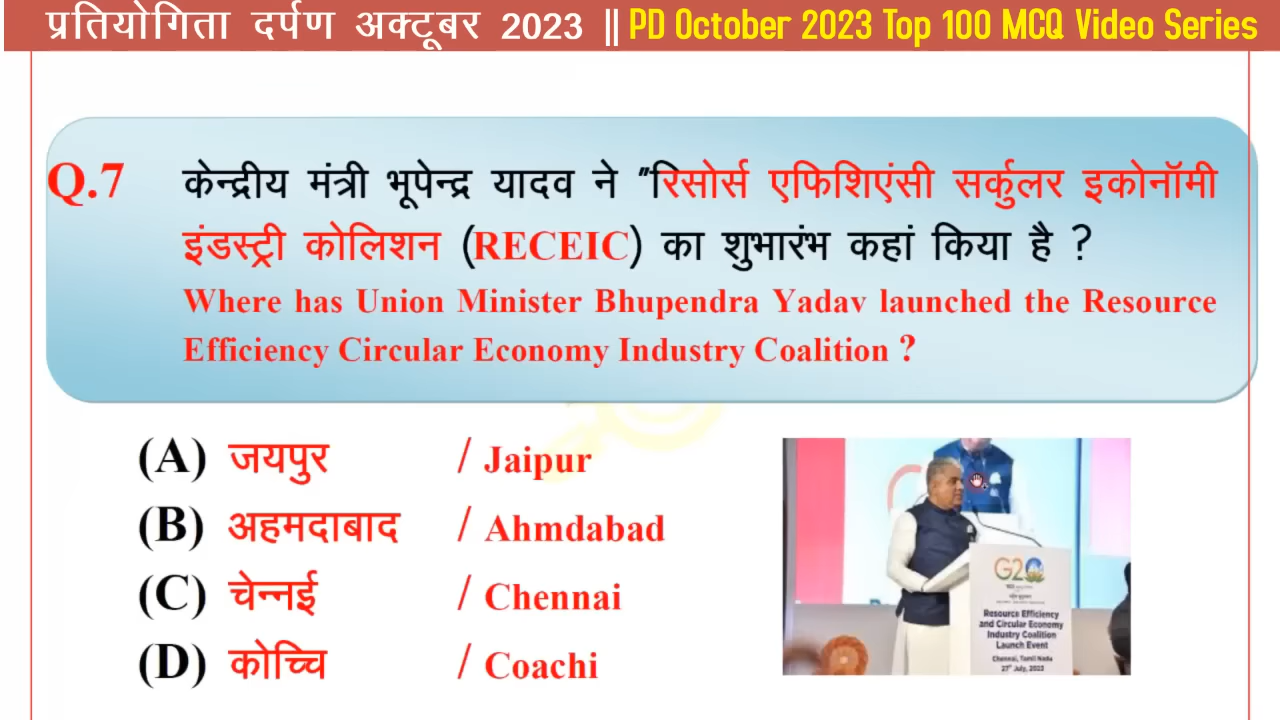 प्रतियोगिता दर्पण अक्टूबर 2023 || PD October 2023 Top 100 MCQ Video Series
Q.7 केन्द्रीय मंत्री भूपेन्द्र यादव ने "रिसोर्स एफिशिएंसी सर्कुलर इकोनॉमी
इंडस्ट्री कोलिशन (RECEIC) का शुभारंभ कहां किया है ?
Where has Union Minister Bhupendra Yadav launched the Resource
Efficiency Circular Economy Industry Coalition ?
(A) जयपुर / Jaipur
(B) अहमदाबाद / Ahmdabad
(C) चेन्नई / Chennai
(D) कोच्चि / Coachi
G20
Resource Efficiency
and Circular Economy
Industry Coalition
Launch Event
Chennai, Tamil Nadu
27th July, 2023